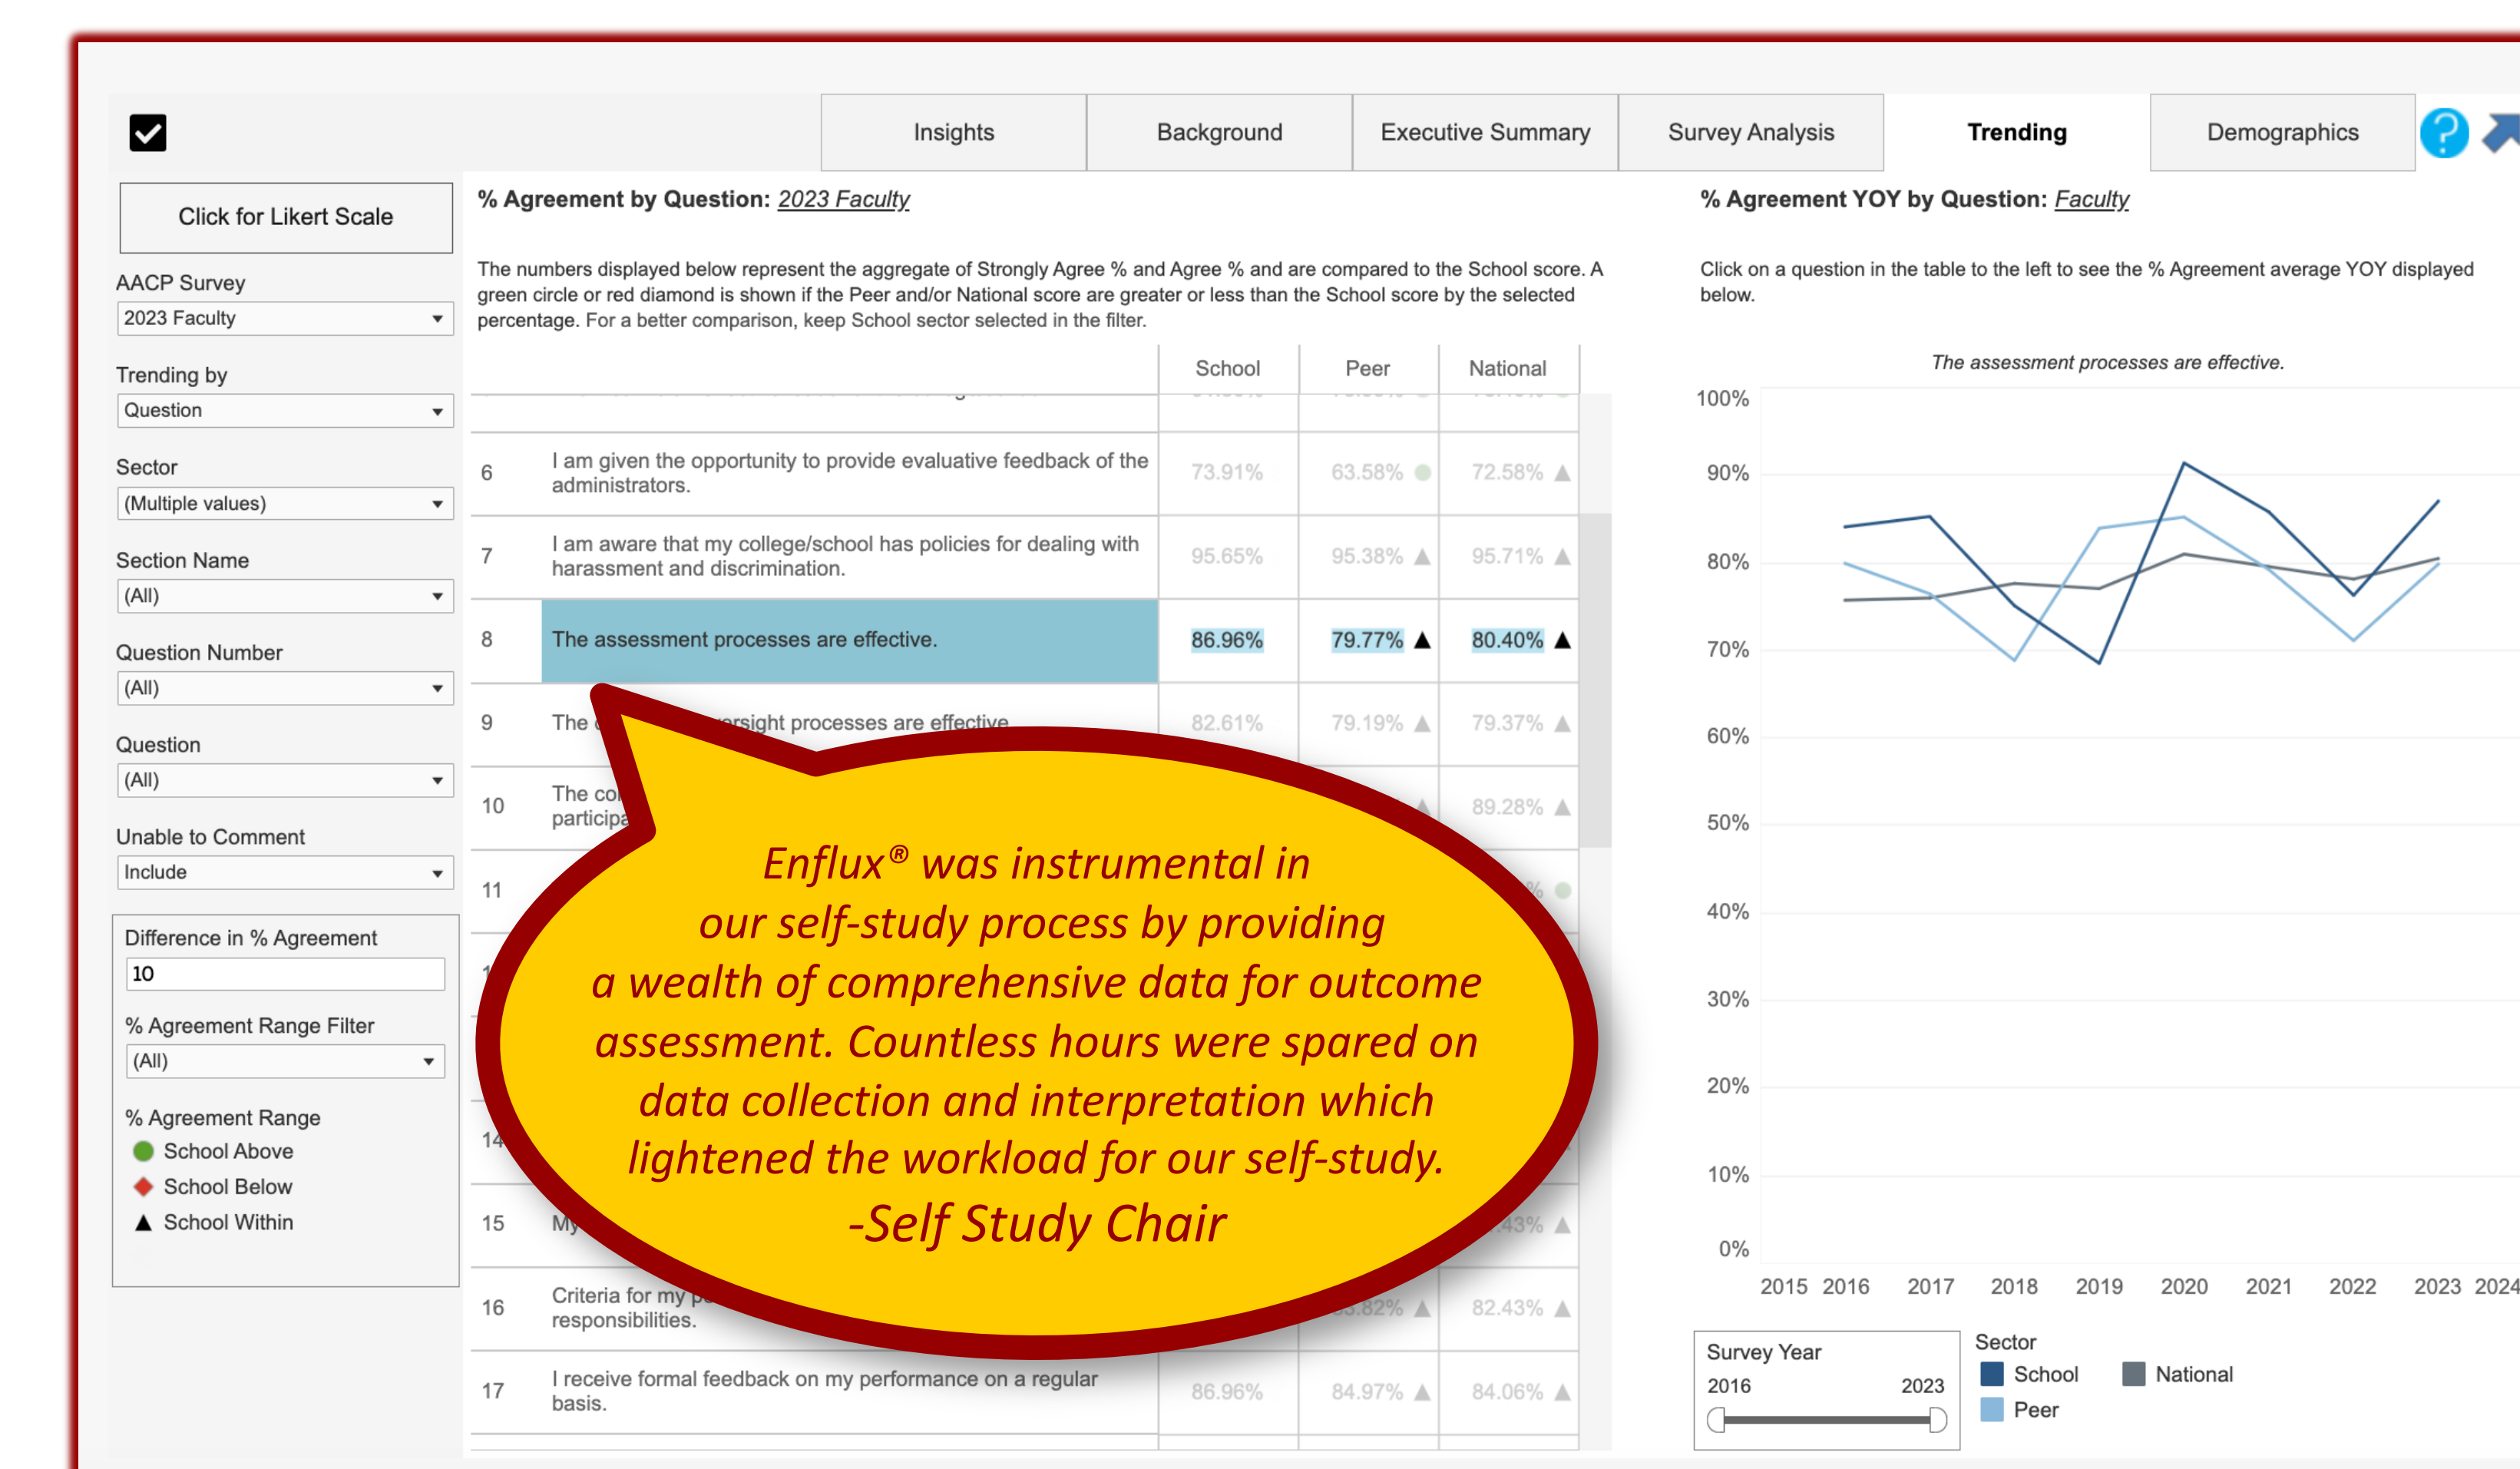 Insights Background Executive Summary Survey Analysis Trending Demographics ?
Click for Likert Scale
AACP Survey
2023 Faculty
Trending by
Question
Sector
(Multiple values)
Section Name
(All)
Question Number
(All)
Question
(All)
Unable to Comment
Include
Difference in % Agreement
10
% Agreement Range Filter
(All)
% Agreement Range
School Above
School Below
School Within
% Agreement by Question: 2023 Faculty
The numbers displayed below represent the aggregate of Strongly Agree % and Agree % and are compared to the School score. A
green circle or red diamond is shown if the Peer and/or National score are greater or less than the School score by the selected
percentage. For a better comparison, keep School sector selected in the filter.
School Peer National
6 I am given the opportunity to provide evaluative feedback of the
administrators. 73.91% 63.58% 72.58%
7 I am aware that my college/school has policies for dealing with
harassment and discrimination. 95.65% 95.38% 95.71%
8 The assessment processes are effective. 86.96% 79.77% 80.40%
9 The processes are effective 82.61% 79.19% 79.37%
10 The 89.28%
11
14
15 My
16 Criteria for my
responsibilities. 82.43%
17 I receive formal feedback on my performance on a regular
basis. 86.96% 84.97% 84.06%
Enflux® was instrumental in
our self-study process by providing
a wealth of comprehensive data for outcome
assessment. Countless hours were spared on
data collection and interpretation which
lightened the workload for our self-study.
-Self Study Chair
% Agreement YOY by Question: Faculty
Click on a question in the table to the left to see the % Agreement average YOY displayed
below.
The assessment processes are effective.
100%
90%
80%
70%
60%
50%
40%
30%
20%
10%
0%
2015 2016 2017 2018 2019 2020 2021 2022 2023 2024
Survey Year
2016 2023
Sector
School National
Peer